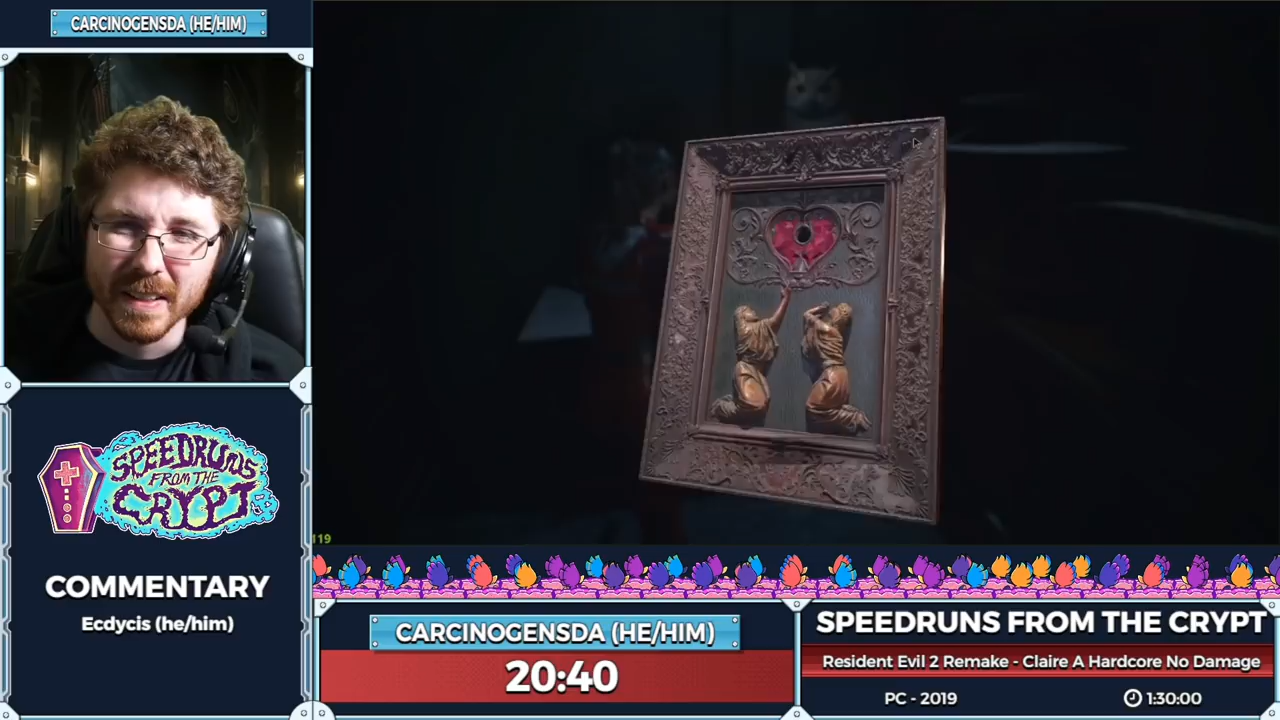 CARCINOGENSDA (HE/HIM)
SPEEDRUNS
FROM THE
CRYPT
COMMENTARY
Ecdycis (he/him)
119
CARCINOGENSDA (HE/HIM)
20:40
SPEEDRUNS FROM THE CRYPT
Resident Evil 2 Remake - Claire A Hardcore No Damage
PC - 2019
1:30:00